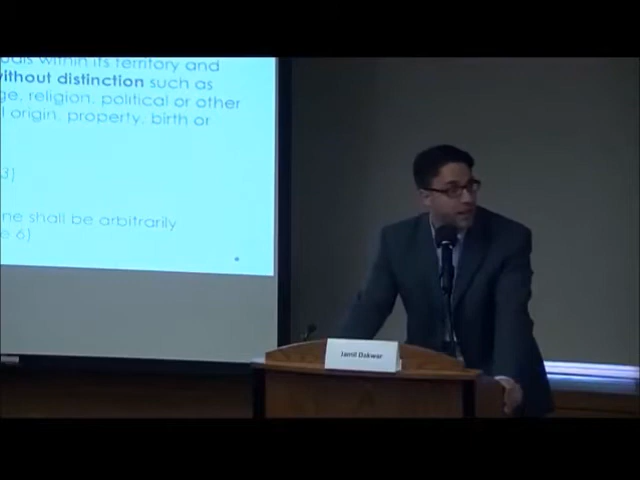 uals within its territory and
without distinction such as
ge, religion, political or other
l origin, property, birth or
3)
ne shall be arbitrarily
e 6)
Jamil Dakwar